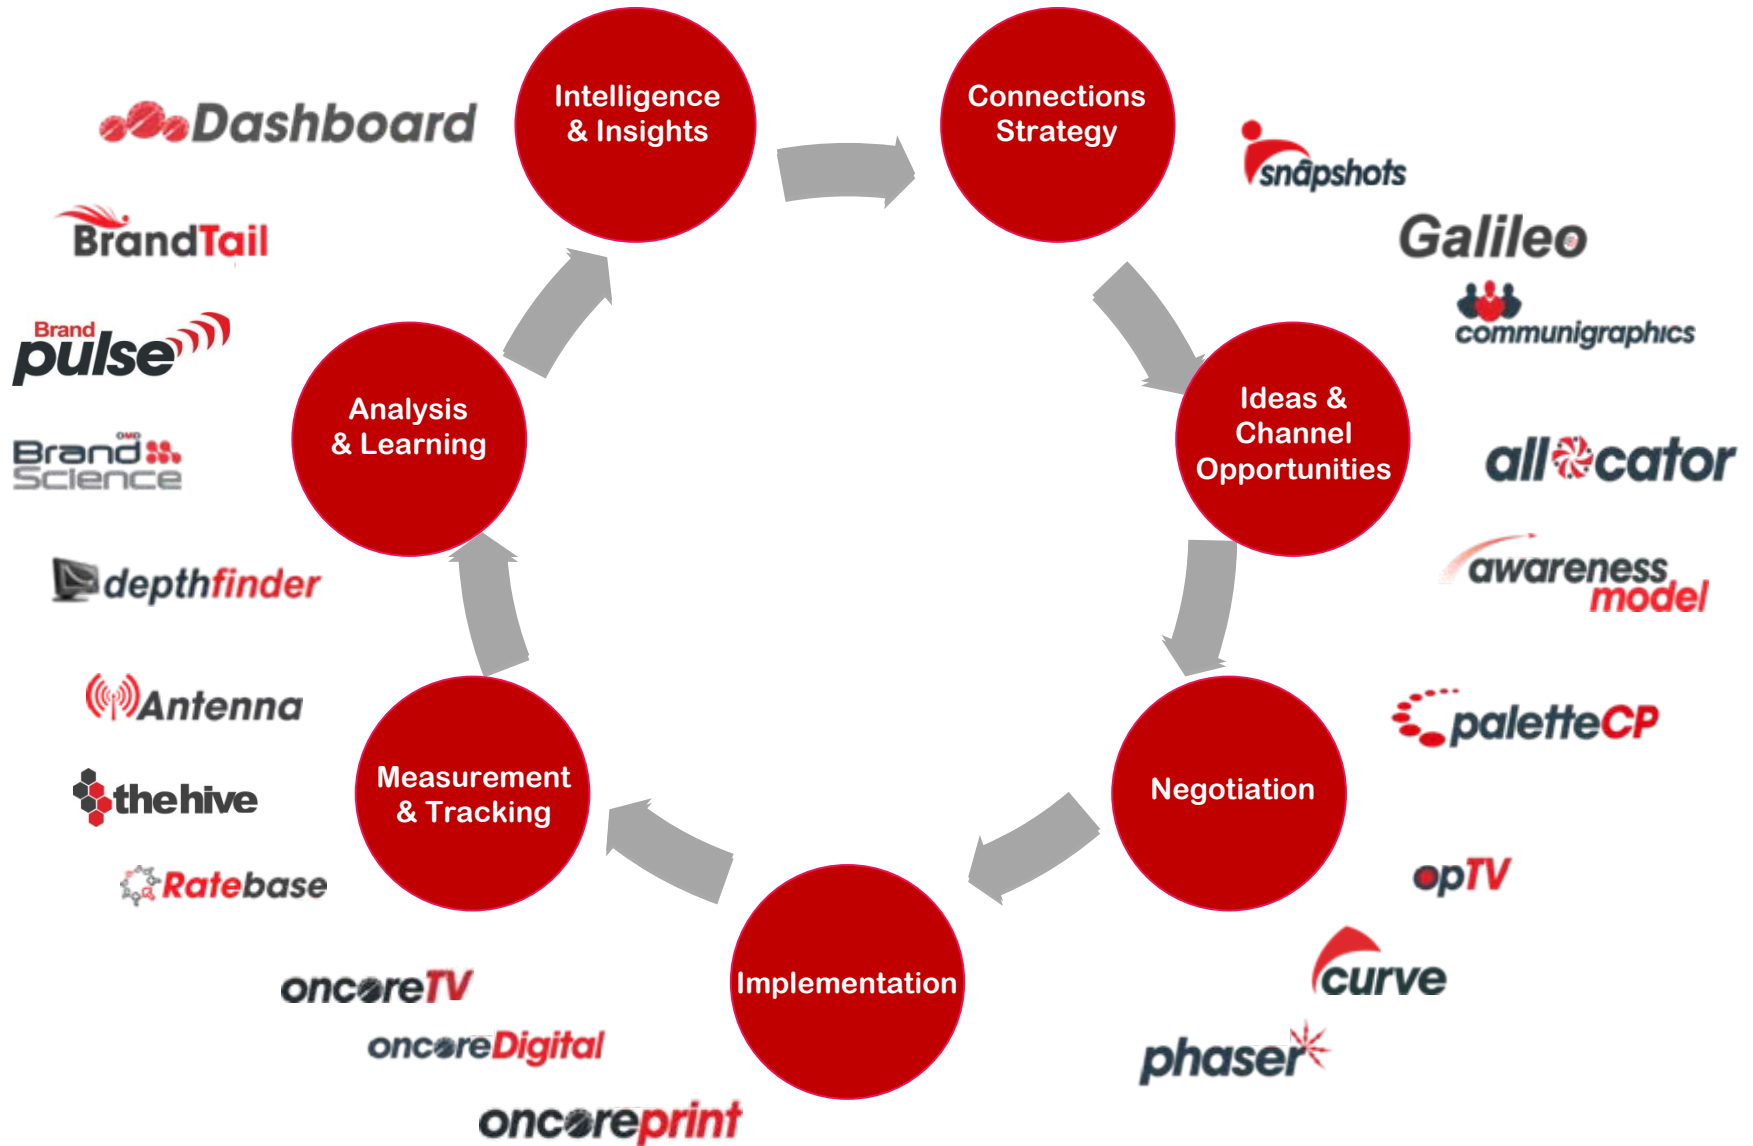 Intelligence
& Insights
Connections
Strategy
Dashboard
snapshots
BrandTail
Galileo
Brand
pulse
communigraphics
Analysis
& Learning
Ideas &
Channel
Opportunities
OMD
Brand
Science
allocator
depthfinder
awareness
model
Antenna
paletteCP
Measurement
& Tracking
Negotiation
thehive
Ratebase
opTV
oncoreTV
Implementation
curve
oncoreDigital
phaser
oncoreprint